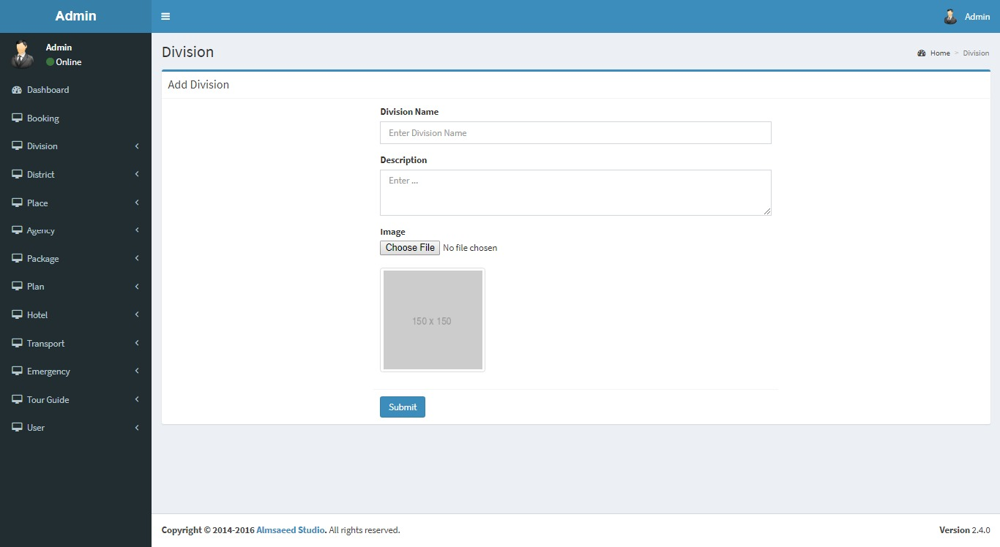 Admin
Admin
Admin
Online
Division
Home > Division
Dashboard
Booking
Division
District
Place
Agency
Package
Plan
Hotel
Transport
Emergency
Tour Guide
User
Add Division
Division Name
Enter Division Name
Description
Enter ...
Image
Choose File No file chosen
150 x 150
Submit
Copyright © 2014-2016 Almsaeed Studio. All rights reserved.
Version 2.4.0